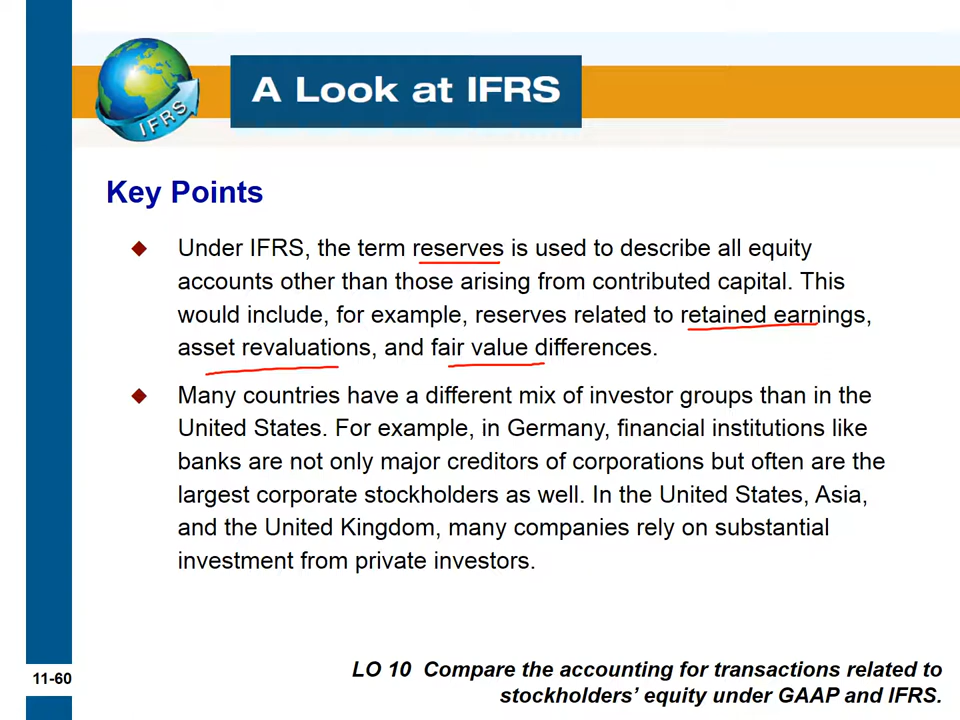 IFRS
A Look at IFRS
Key Points
Under IFRS, the term reserves is used to describe all equity
accounts other than those arising from contributed capital. This
would include, for example, reserves related to retained earnings,
asset revaluations, and fair value differences.
Many countries have a different mix of investor groups than in the
United States. For example, in Germany, financial institutions like
banks are not only major creditors of corporations but often are the
largest corporate stockholders as well. In the United States, Asia,
and the United Kingdom, many companies rely on substantial
investment from private investors.
11-60
LO 10 Compare the accounting for transactions related to
stockholders’ equity under GAAP and IFRS.